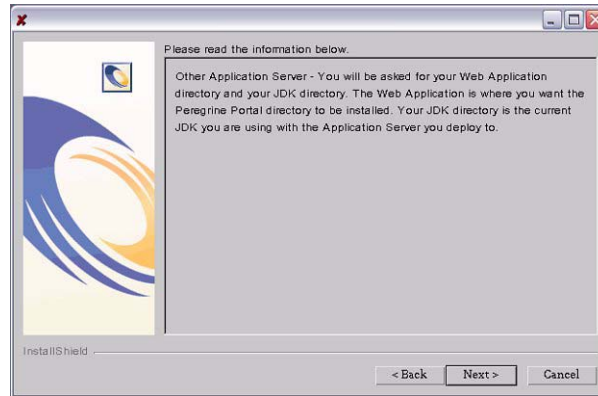 Please read the information below.
Other Application Server - You will be asked for your Web Application
directory and your JDK directory. The Web Application is where you want the
Peregrine Portal directory to be installed. Your JDK directory is the current
JDK you are using with the Application Server you deploy to.
InstallShield
< Back
Next >
Cancel